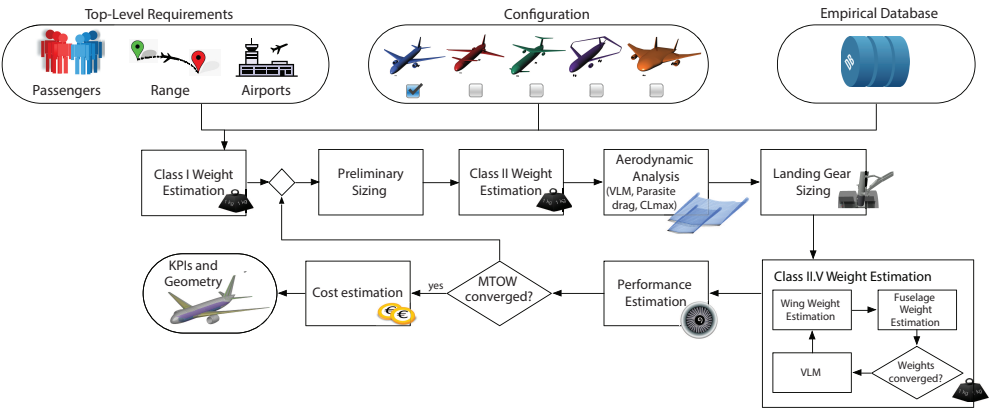 Top-Level Requirements
Configuration
Empirical Database
Passengers
Range
Airports
DB
Class I Weight
Estimation
Preliminary
Sizing
Class II Weight
Estimation
Aerodynamic
Analysis
(VLM, Parasite
drag, CLmax)
Landing Gear
Sizing
KPIs and
Geometry
Cost estimation
yes
MTOW
converged?
Performance
Estimation
Class II.V Weight Estimation
Wing Weight
Estimation
Fuselage
Weight
Estimation
VLM
Weights
converged?